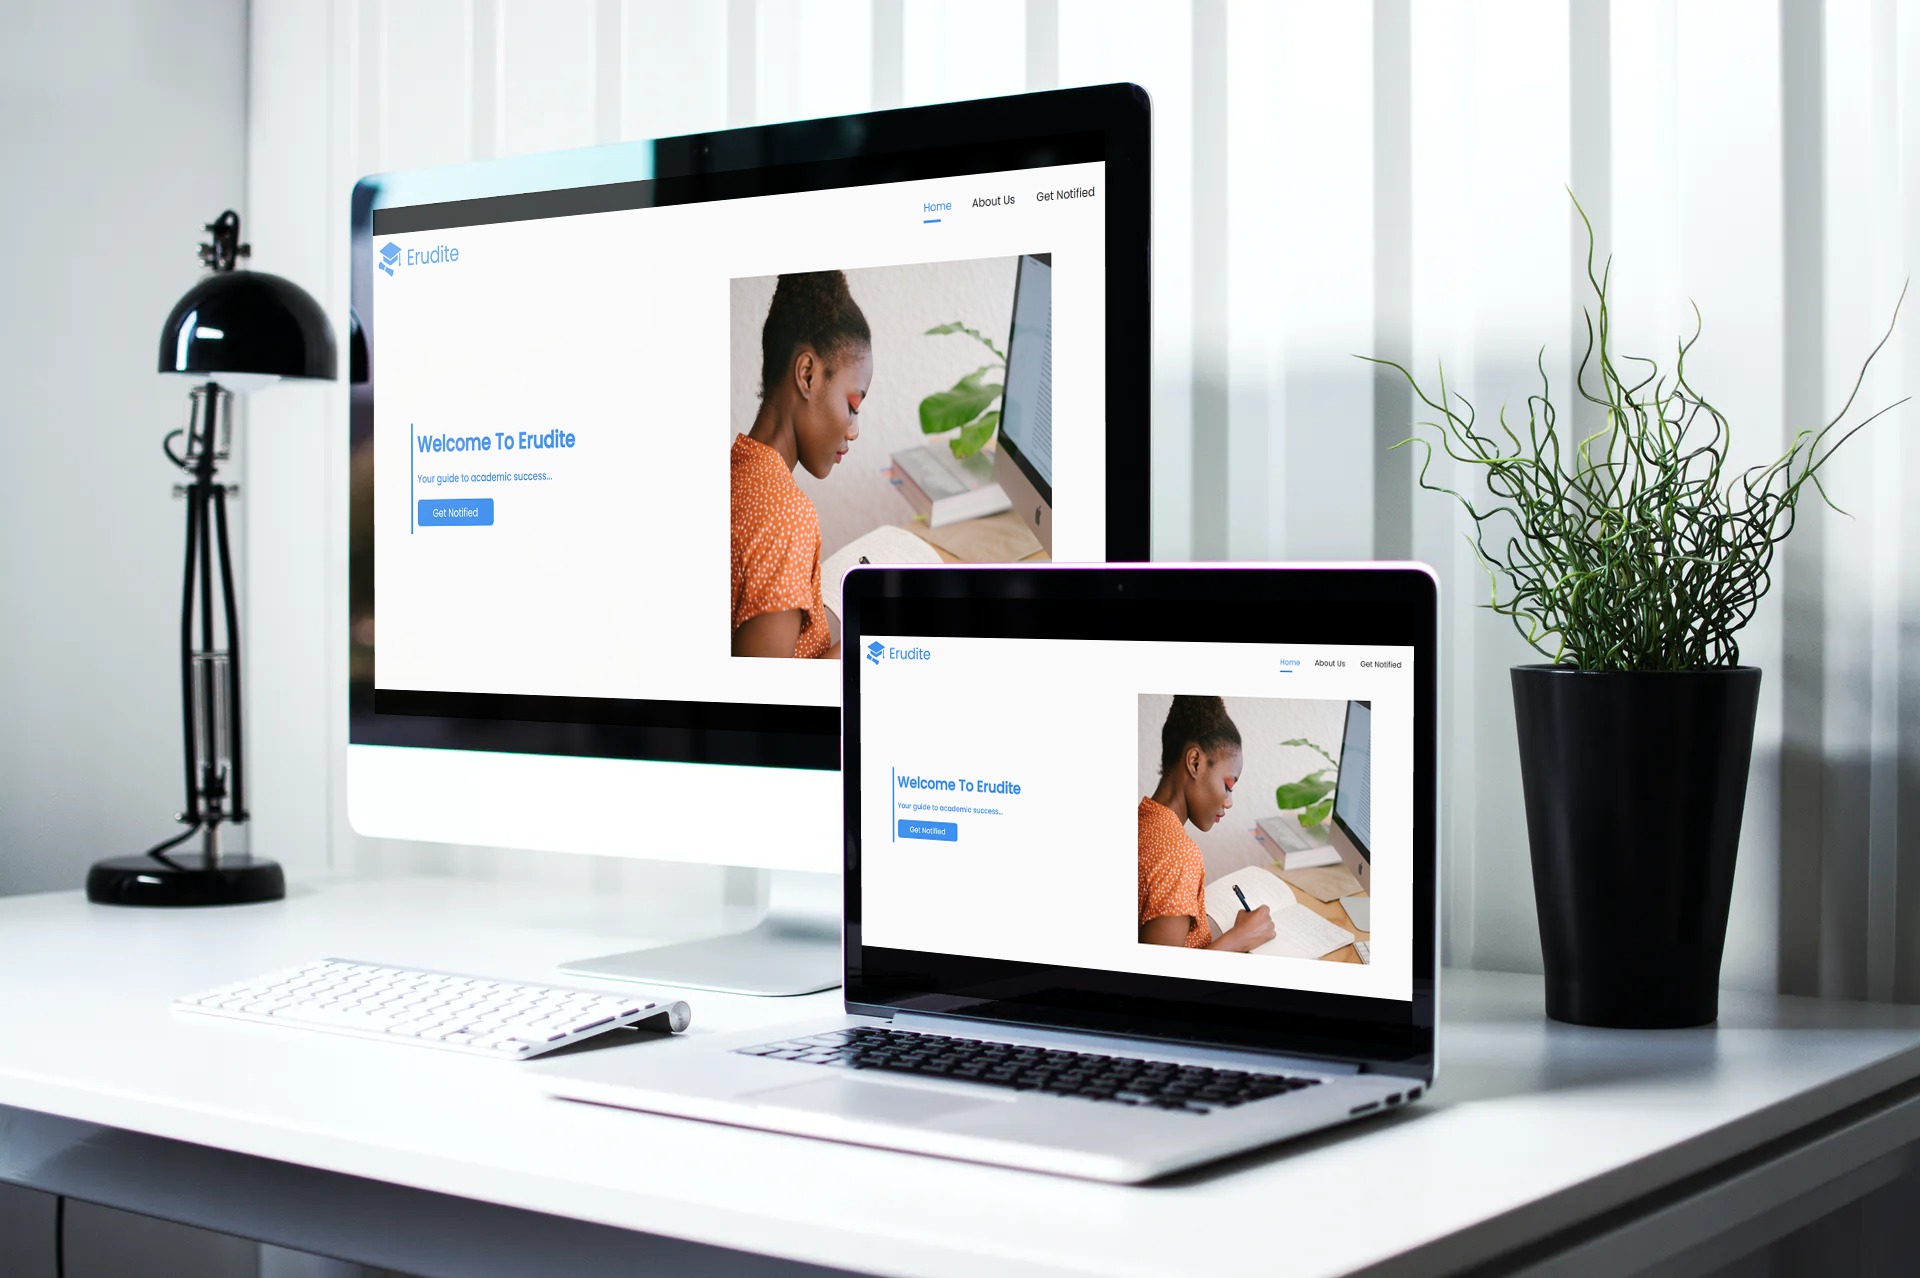 Home About Us Get Notified
Erudite
Welcome To Erudite
Your guide to academic success...
Get Notified
Erudite
Home About Us Get Notified
Welcome To Erudite
Your guide to academic success...
Get Notified